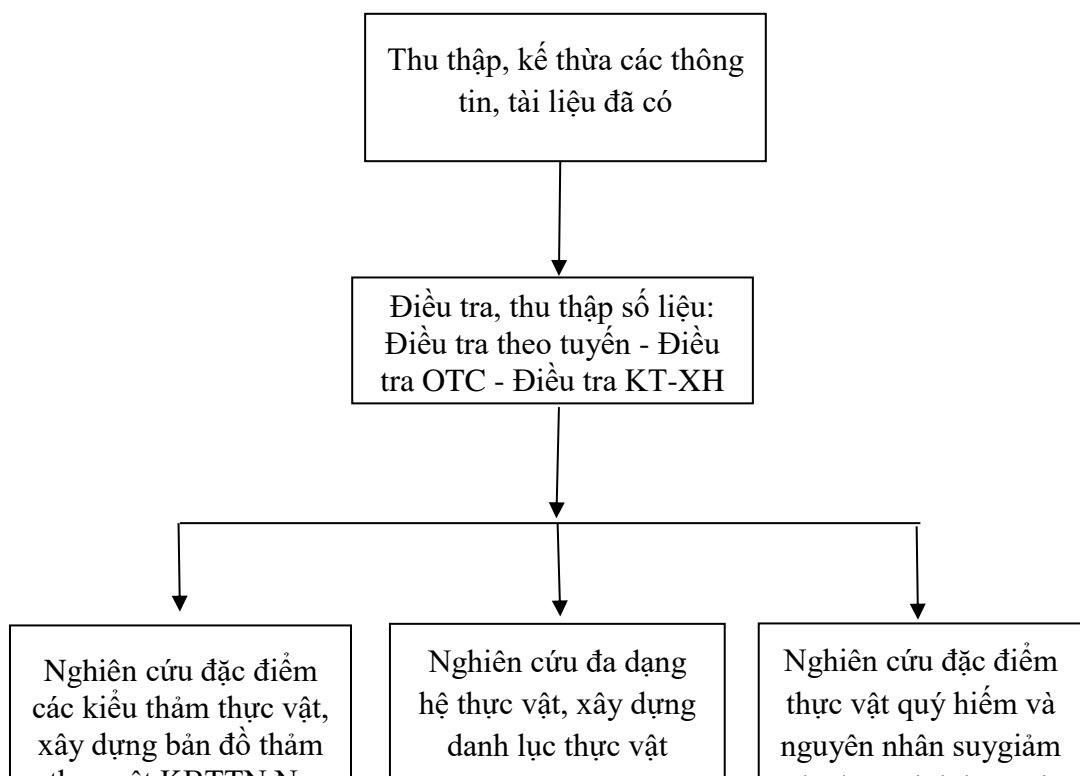 Thu thập, kế thừa các thông
tin, tài liệu đã có
Điều tra, thu thập số liệu:
Điều tra theo tuyến - Điều
tra OTC - Điều tra KT-XH
Nghiên cứu đặc điểm
các kiểu thảm thực vật,
xây dựng bản đồ thảm
Nghiên cứu đa dạng
hệ thực vật, xây dựng
danh lục thực vật
Nghiên cứu đặc điểm
thực vật quý hiếm và
nguyên nhân suygiảm